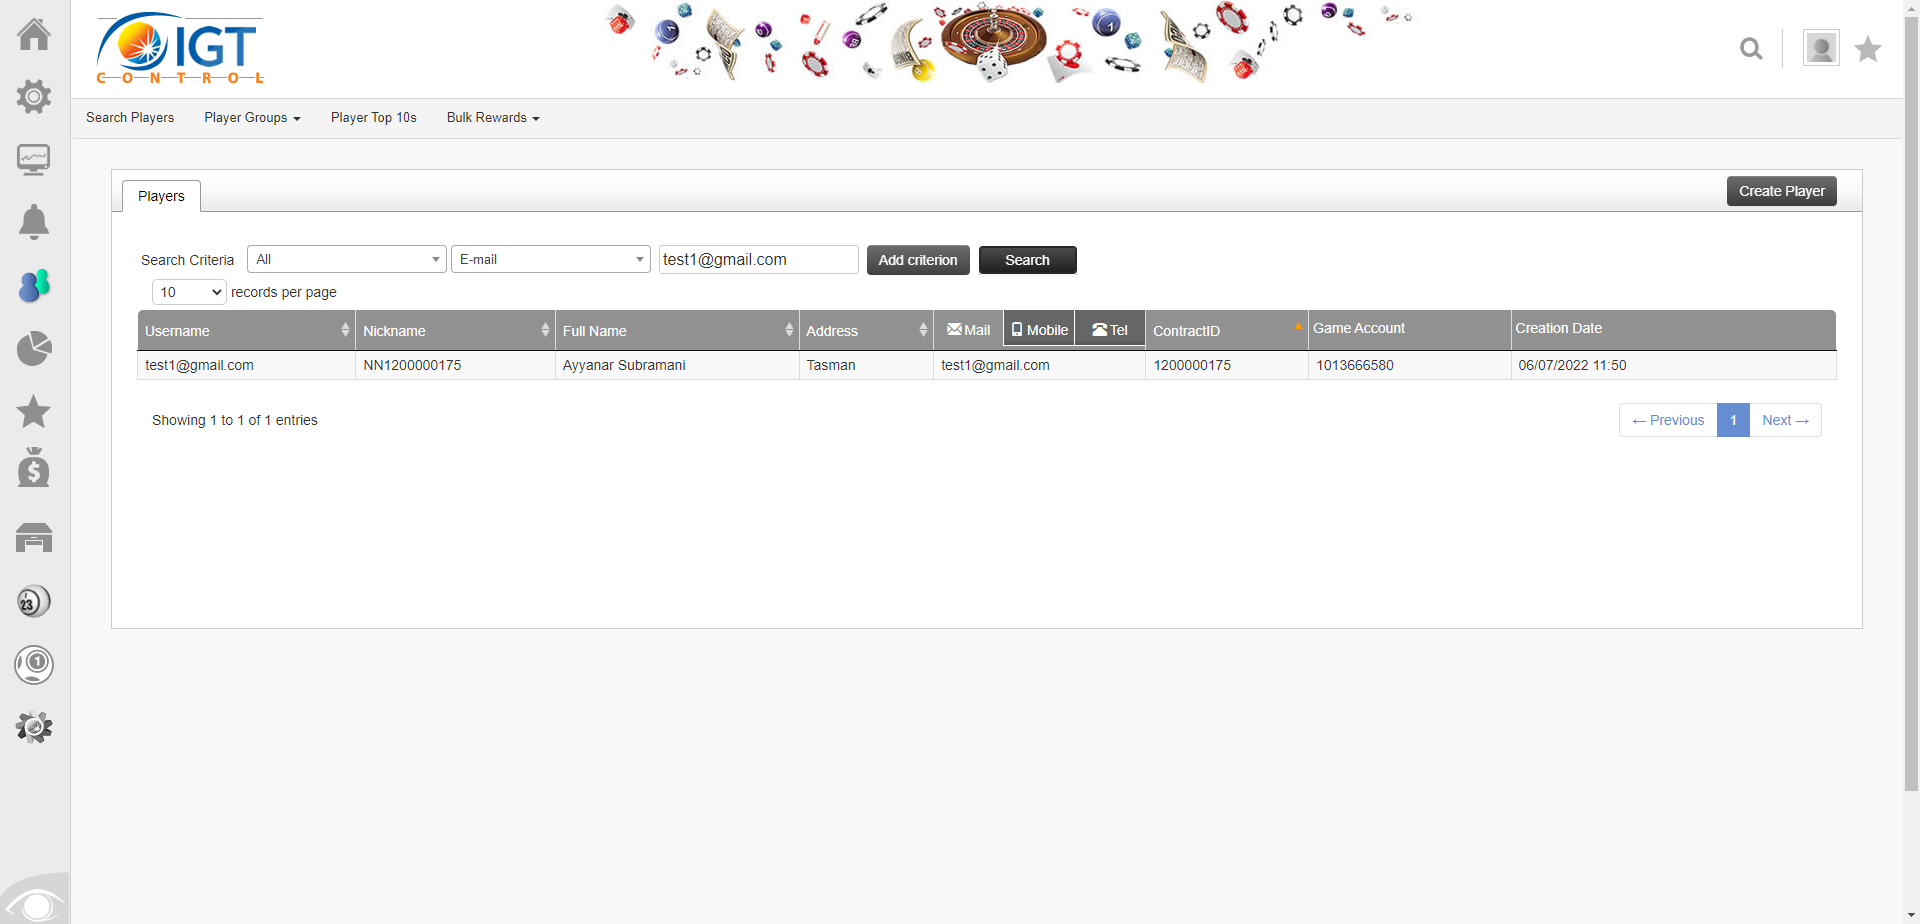 IGT
CONTROL
Search Players Player Groups Player Top 10s Bulk Rewards
Players
Create Player
Search Criteria All E-mail test1@gmail.com Add criterion Search
10 records per page
Username Nickname Full Name Address Mail Mobile Tel ContractID Game Account Creation Date
test1@gmail.com NN1200000175 Ayyanar Subramani Tasman test1@gmail.com 1200000175 1013666580 06/07/2022 11:50
Showing 1 to 1 of 1 entries
← Previous 1 Next →
23
1